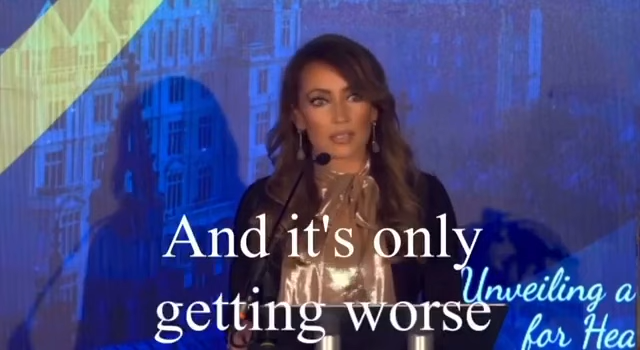 And it's only
getting worse
Unveiling a
for Hea